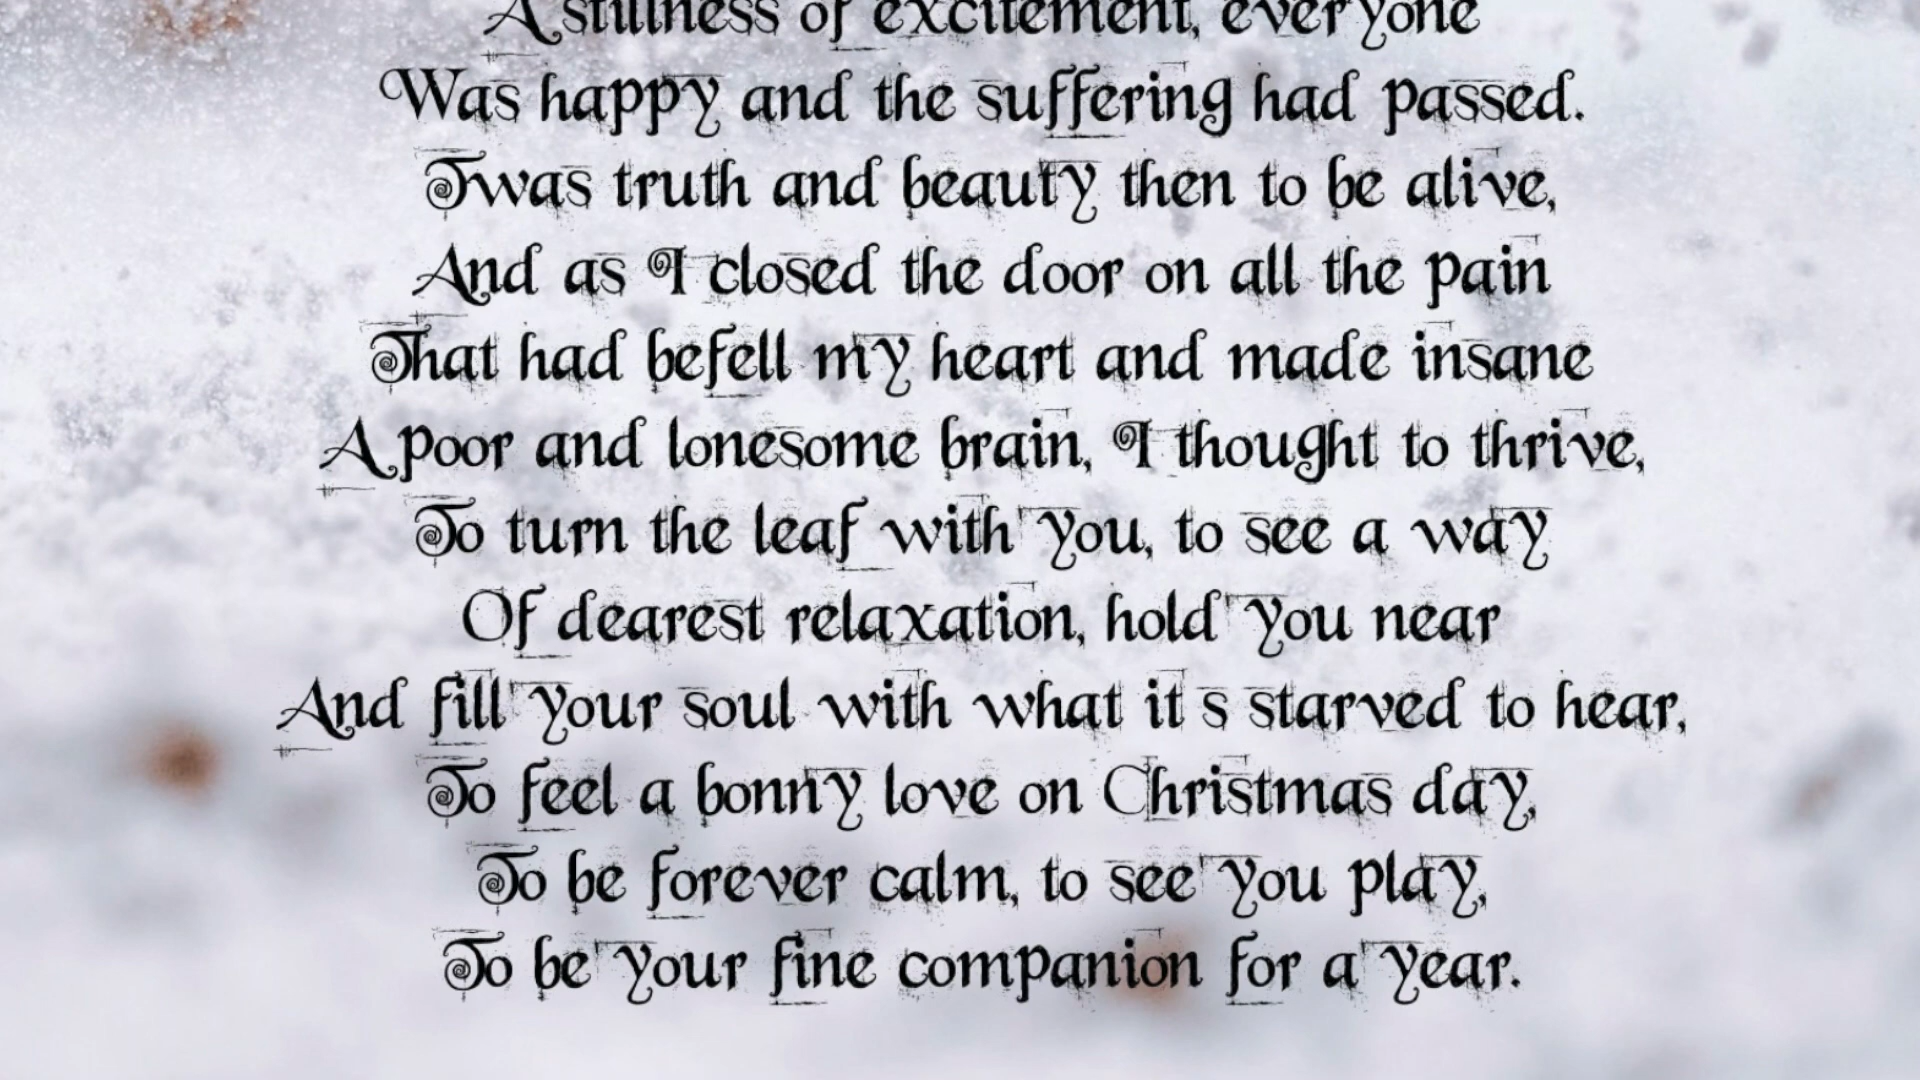 A stillness of excitement, everyone
Was happy and the suffering had passed.
Twas truth and beauty then to be alive,
And as I closed the door on all the pain
That had befell my heart and made insane
A poor and lonesome brain, I thought to thrive,
To turn the leaf with you, to see a way
Of dearest relaxation, hold you near
And fill your soul with what it s starved to hear,
To feel a bonny love on Christmas day,
To be forever calm, to see you play,
To be your fine companion for a year.